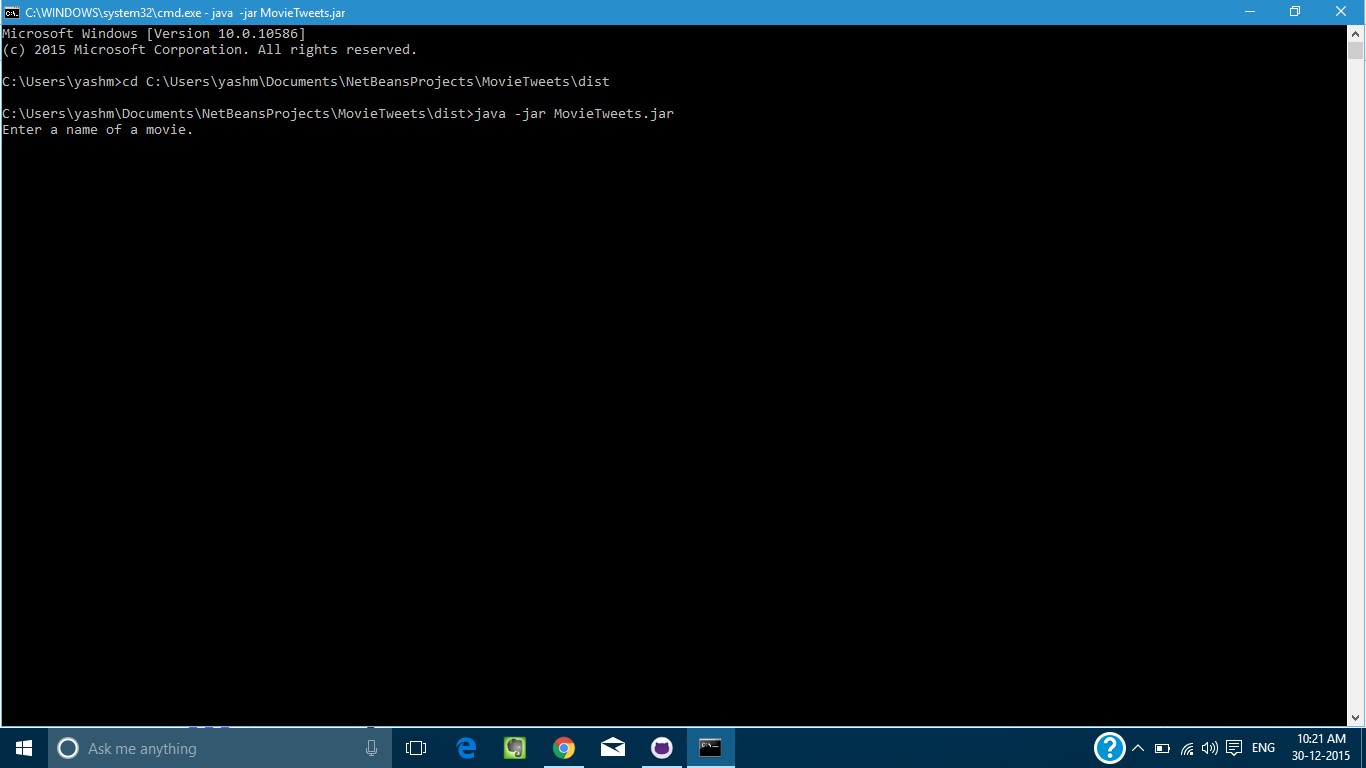 C:\WINDOWS\system32\cmd.exe - java  -jar MovieTweets.jar
Microsoft Windows [Version 10.0.10586]
(c) 2015 Microsoft Corporation. All rights reserved.
C:\Users\yashm>cd C:\Users\yashm\Documents\NetBeansProjects\MovieTweets\dist
C:\Users\yashm\Documents\NetBeansProjects\MovieTweets\dist>java -jar MovieTweets.jar
Enter a name of a movie.
Ask me anything
ENG
10:21 AM
30-12-2015